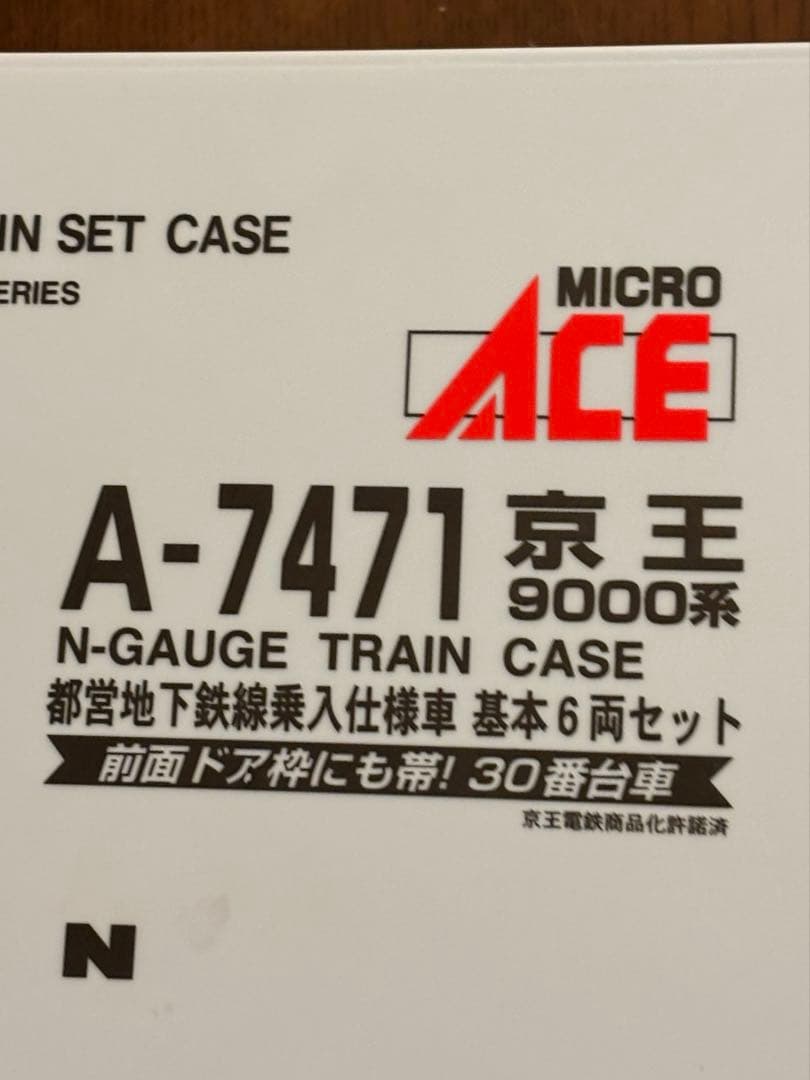 IN SET CASE
ERIES
MICRO
ACE
A-7471 京王
9000系
N-GAUGE TRAIN CASE
都営地下鉄線乗入仕様車 基本6両セット
前面ドア枠にも帯! 30番台車
京王電鉄商品化許諾済
N